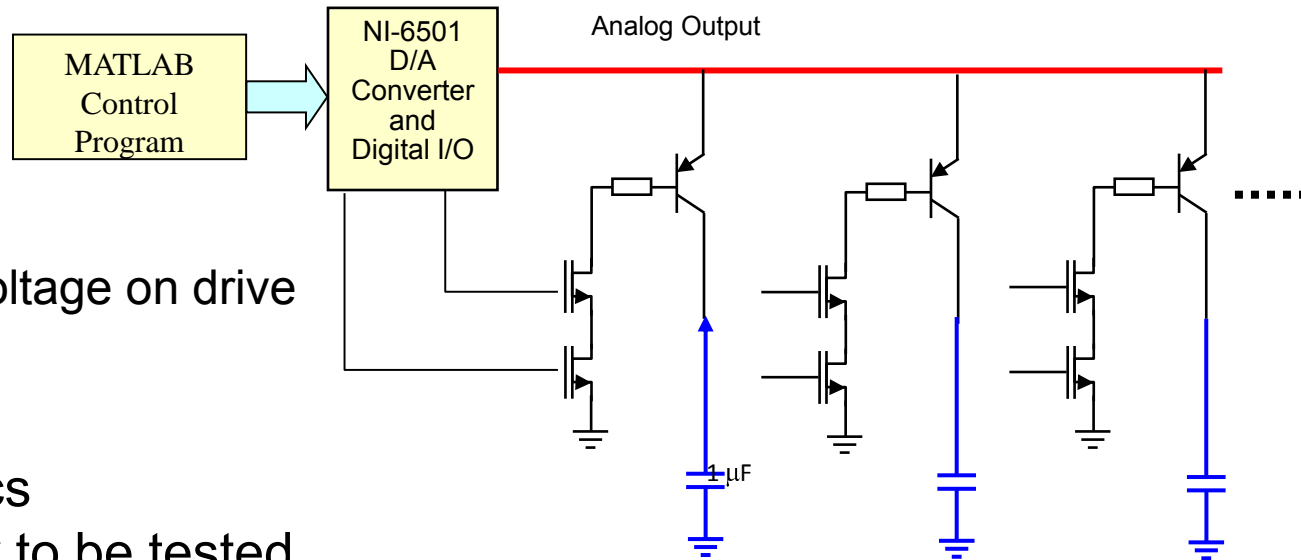 MATLAB
Control
Program
NI-6501
D/A
Converter
and
Digital I/O
Analog Output
oltage on drive
1 μF
cs
to be tested